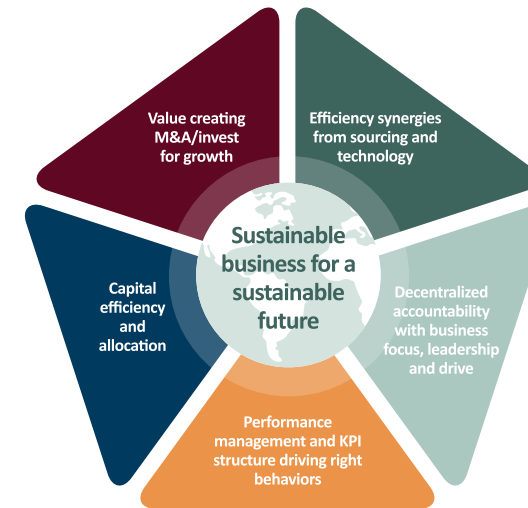 Value creating
M&A/invest
for growth
Efficiency synergies
from sourcing and
technology
Sustainable
business for a
sustainable
future
Capital
efficiency
and
allocation
Decentralized
accountability
with business
focus, leadership
and drive
Performance
management and KPI
structure driving right
behaviors